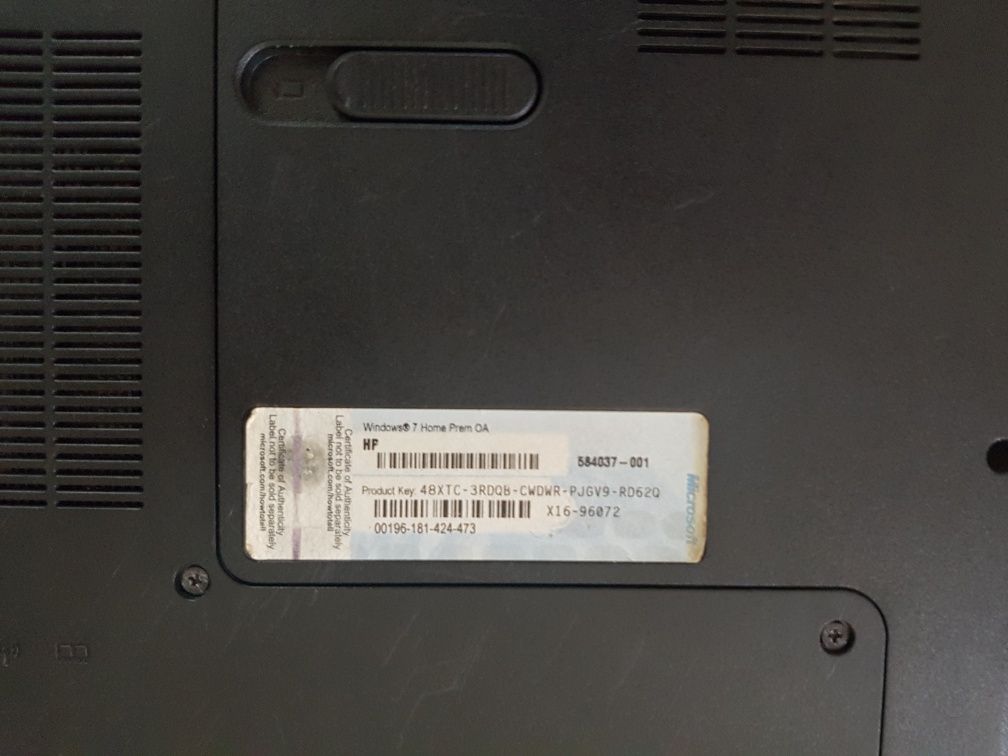 Windows® 7 Home Prem OA
HP
584037-001
Product Key: 48XTC-3RDQB-CWDWR-PJGV9-RD62Q
X16-96072
00196-181-424-473
Certificate of Authenticity
Label not to be sold separately
microsoft.com/howtotell
Certificate of Authenticity
Label not to be sold separately
microsoft.com/howtotell
Microsoft